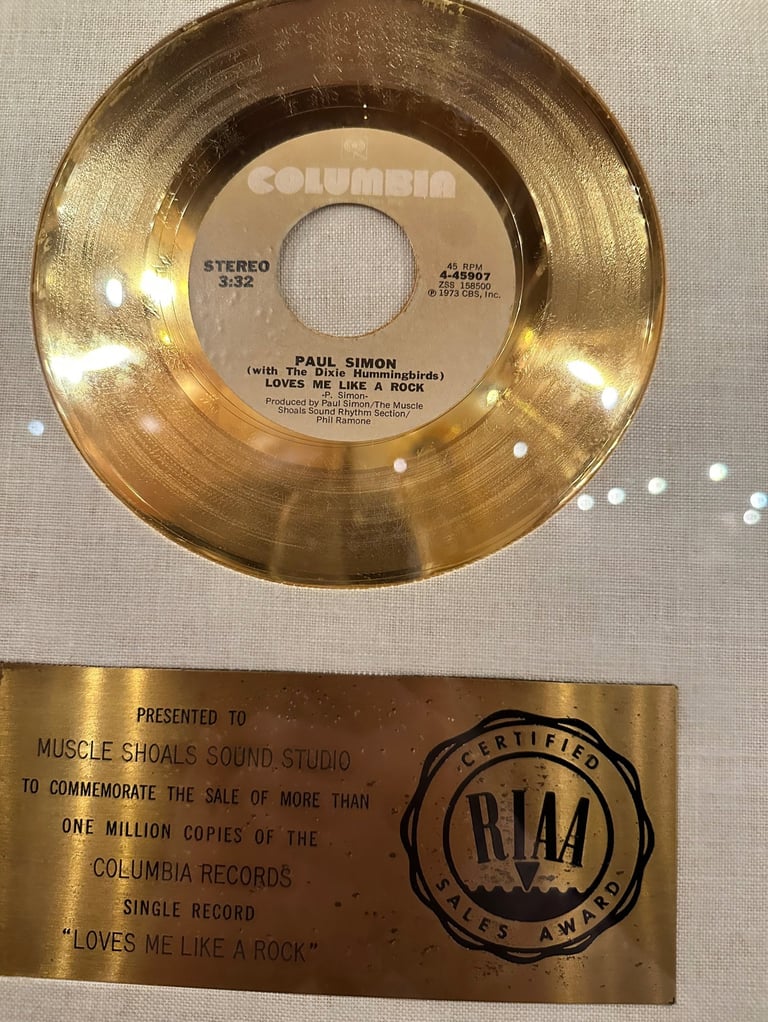 COLUMBIA
STEREO
3:32
45 RPM
4-45907
ZSS 158500
℗ 1973 CBS, Inc.
PAUL SIMON
(with The Dixie Hummingbirds)
LOVES ME LIKE A ROCK
-P. Simon-
Produced by Paul Simon/The Muscle
Shoals Sound Rhythm Section/
Phil Ramone
PRESENTED TO
MUSCLE SHOALS SOUND STUDIO
TO COMMEMORATE THE SALE OF MORE THAN
ONE MILLION COPIES OF THE
COLUMBIA RECORDS
SINGLE RECORD
"LOVES ME LIKE A ROCK"
CERTIFIED
RIAA
SALES AWARD